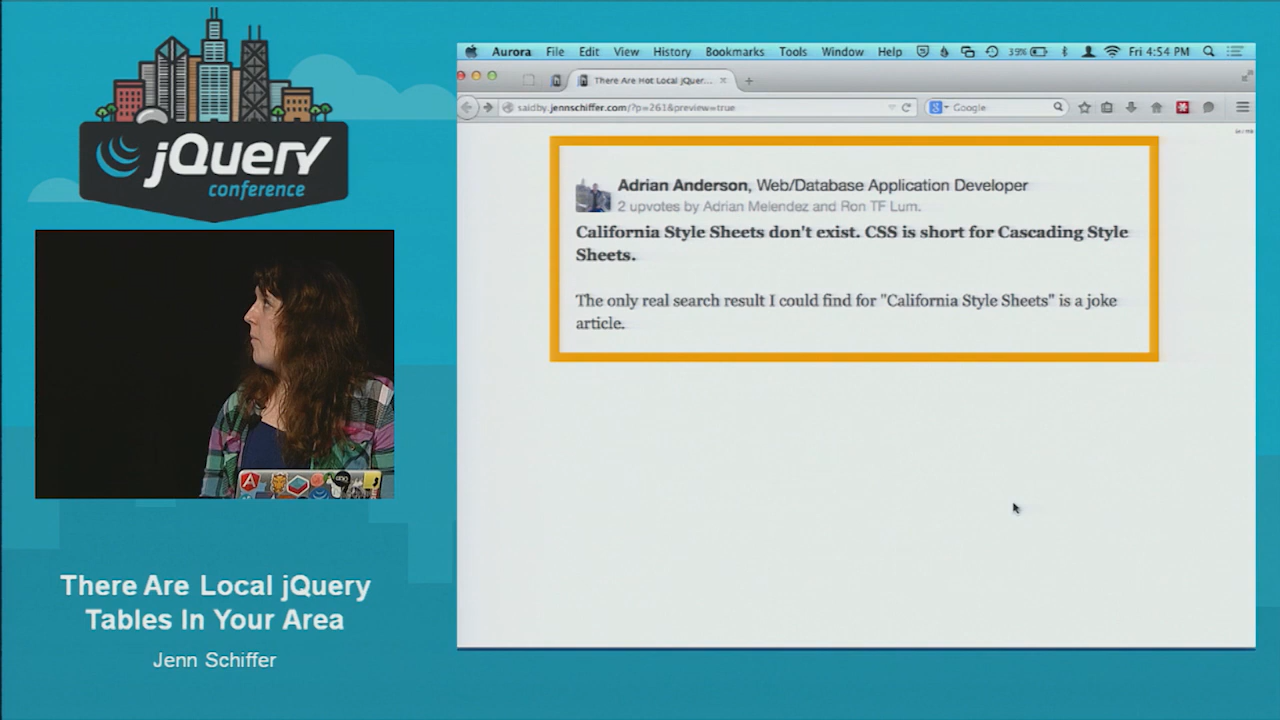 jQuery
conference
There Are Local jQuery
Tables In Your Area
Jenn Schiffer
Aurora File Edit View History Bookmarks Tools Window Help 39% Fri 4:54 PM
There Are Hot Local jQuer...
saidby.jennschiffer.com/?p=261&preview=true
Google
Adrian Anderson, Web/Database Application Developer
2 upvotes by Adrian Melendez and Ron TF Lum.
California Style Sheets don't exist. CSS is short for Cascading Style
Sheets.
The only real search result I could find for "California Style Sheets" is a joke
article.